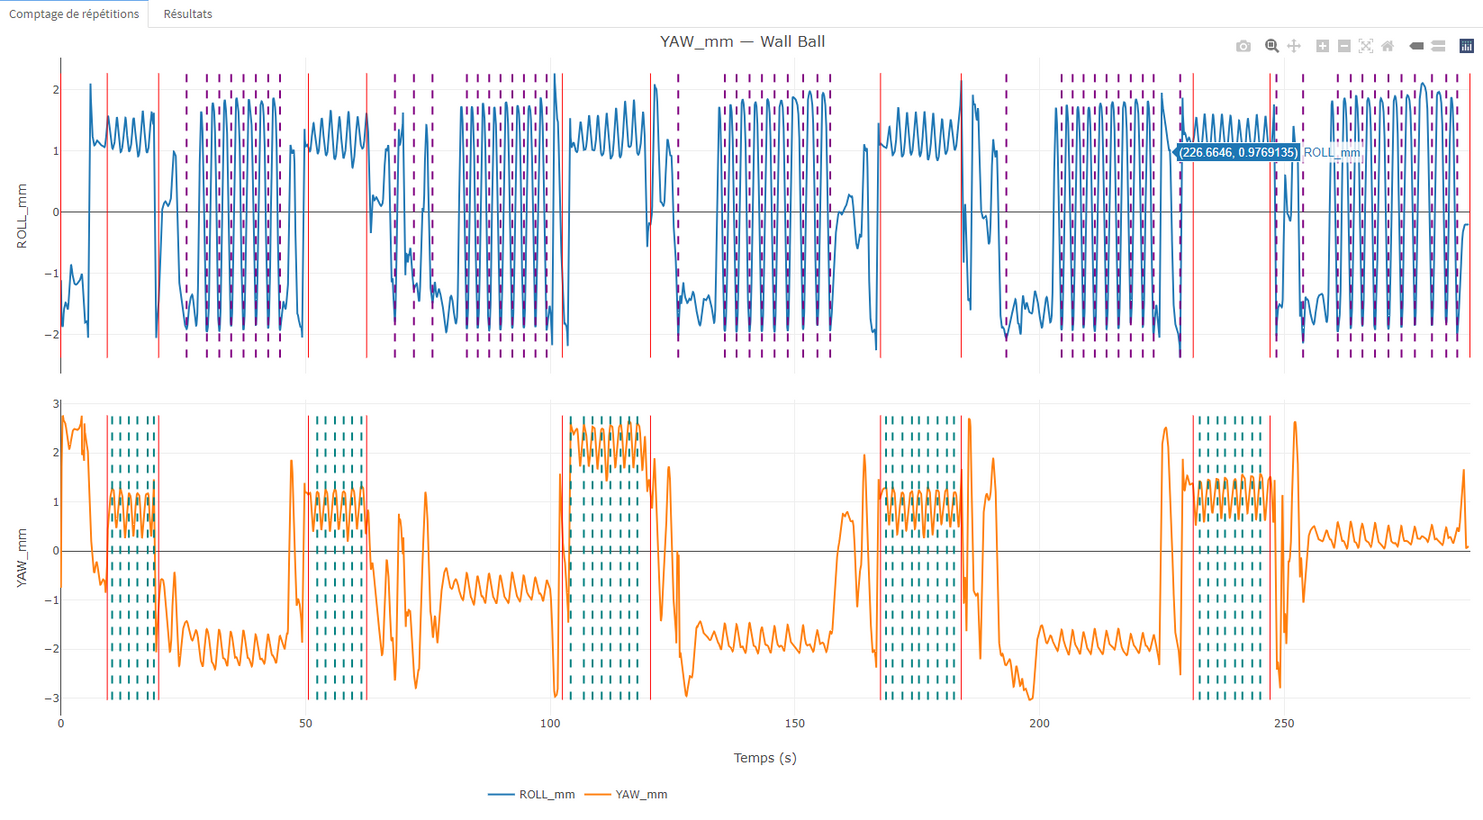 Comptage de répétitions Résultats
YAW_mm — Wall Ball
2
1
0
−1
−2
ROLL_mm
(226.6646, 0.9769135) ROLL_mm
3
2
1
0
−1
−2
−3
YAW_mm
0 50 100 150 200 250
Temps (s)
ROLL_mm YAW_mm